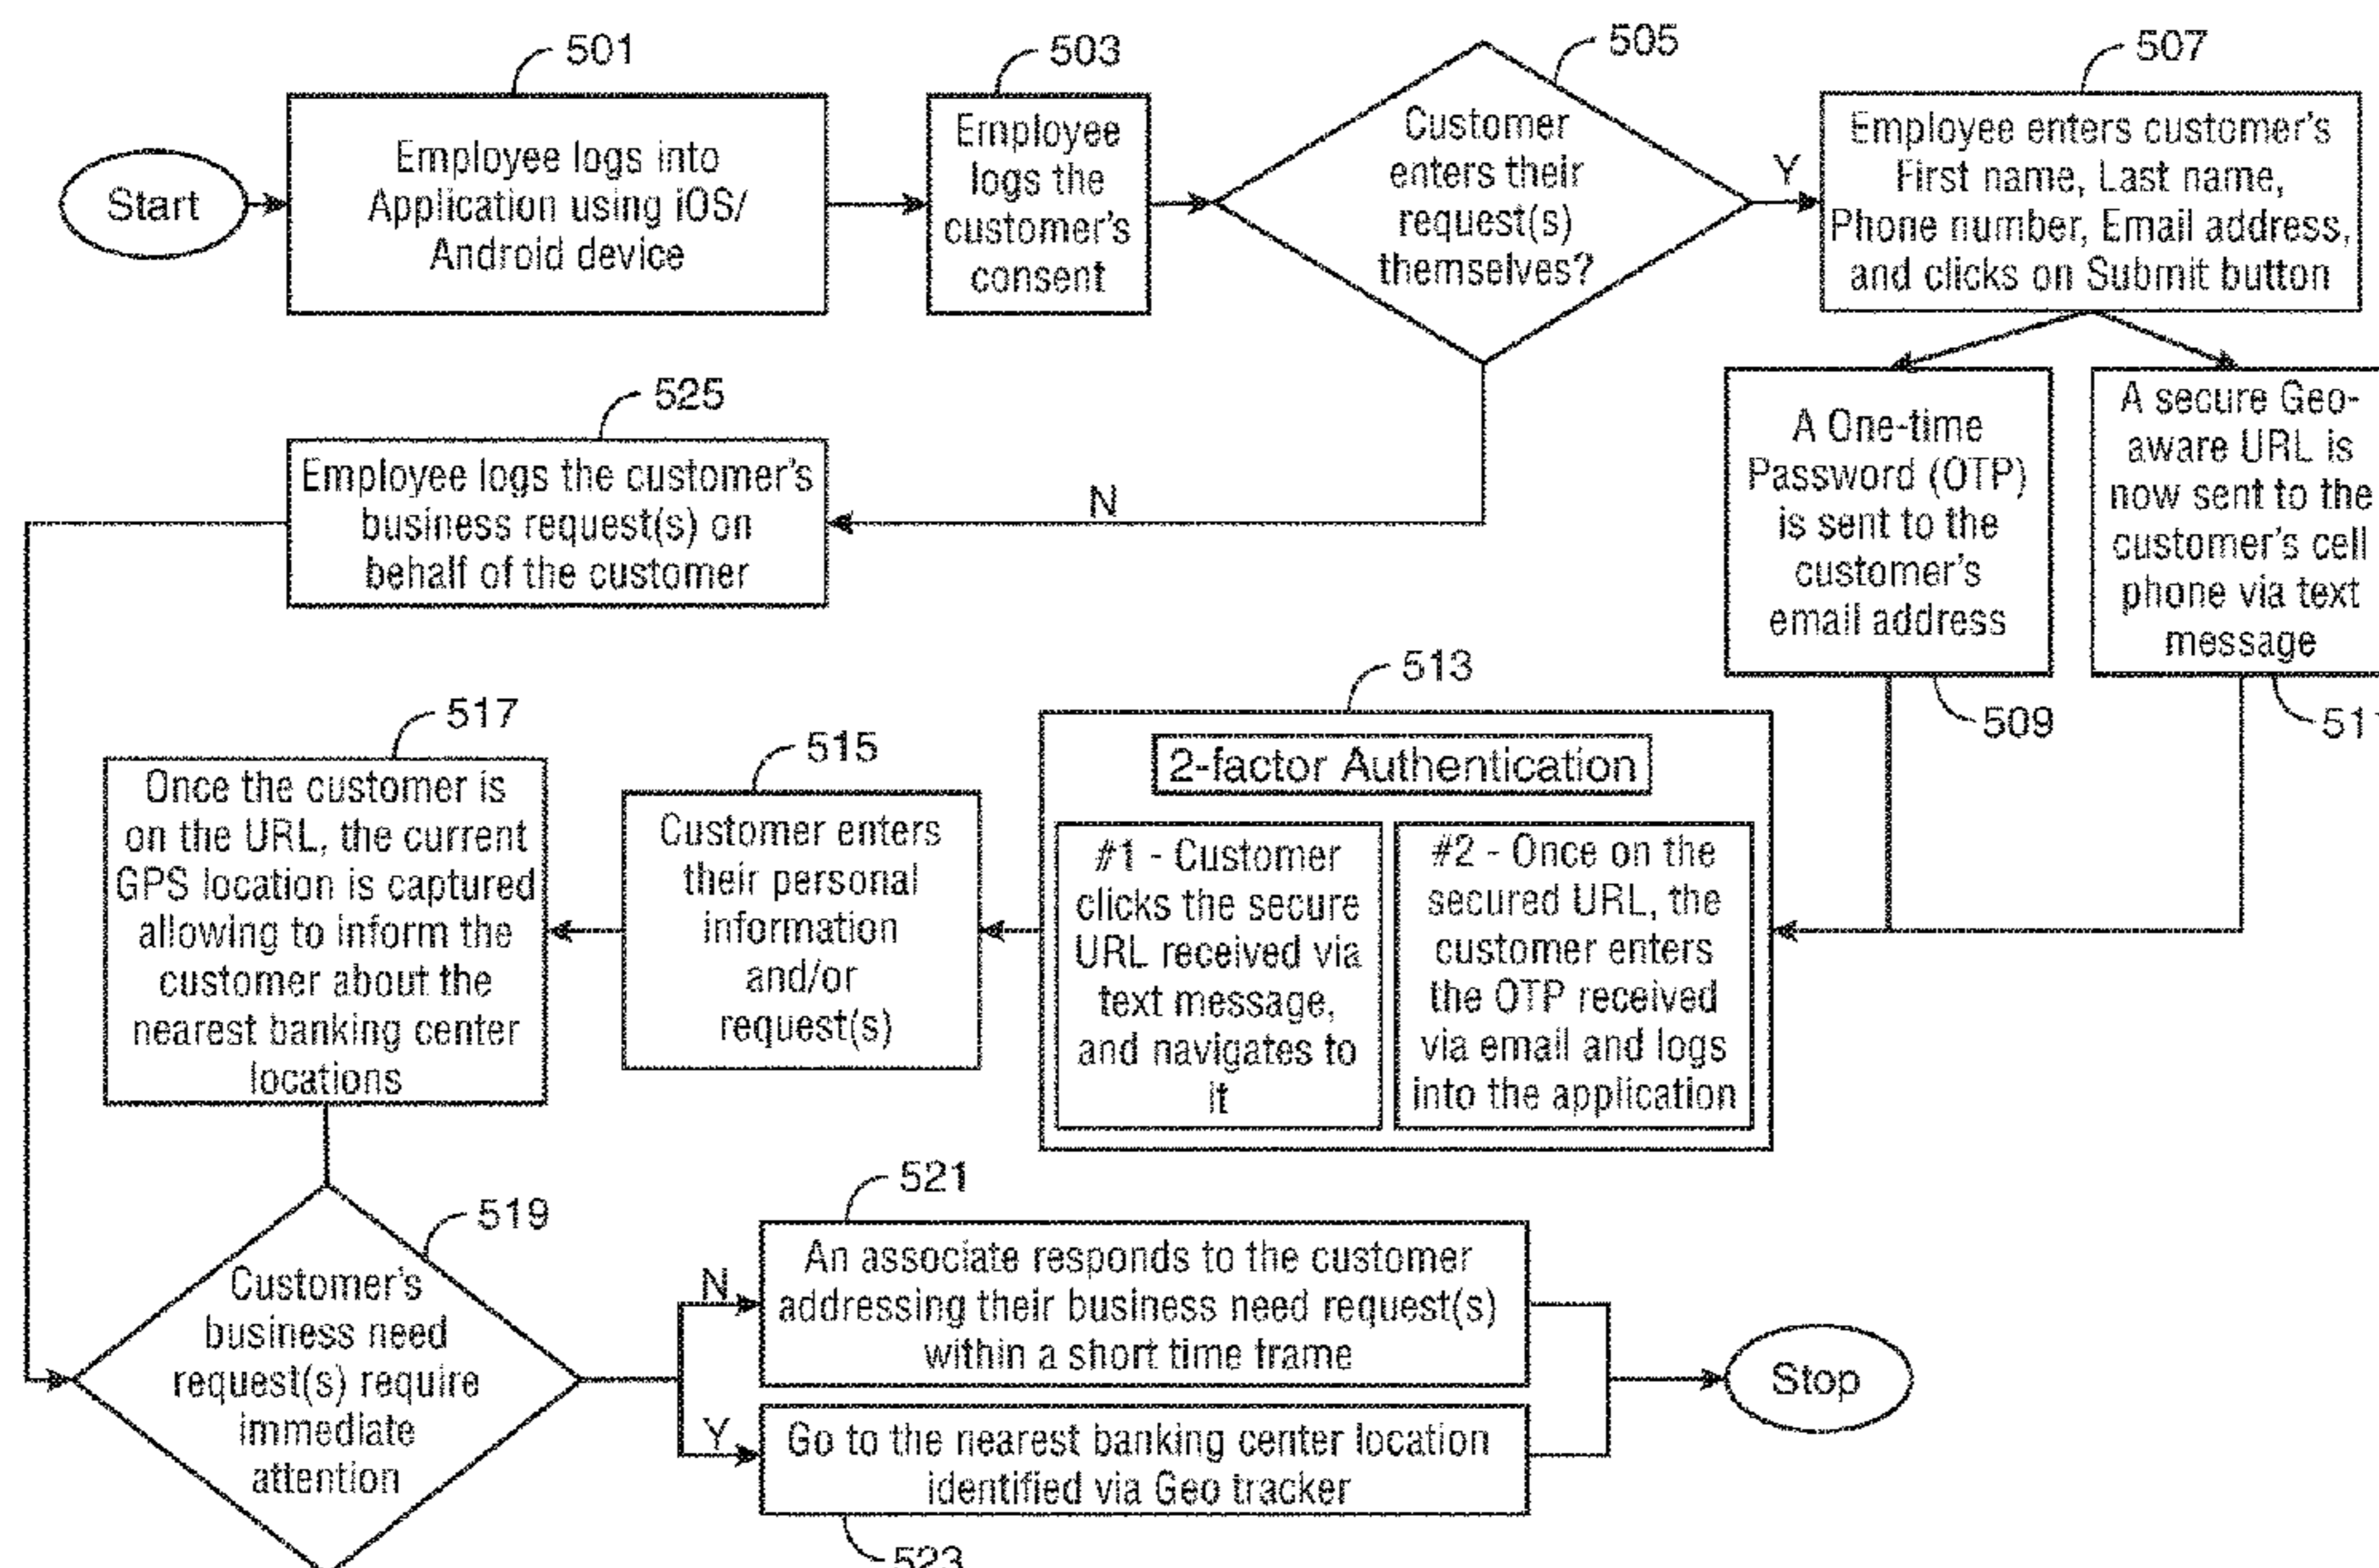 501
503
505
507
Start
Employee logs into
Application using iOS/
Android device
Employee
logs the
customer's
consent
Customer
enters their
request(s)
themselves?
Y
Employee enters customer's
First name, Last name,
Phone number, Email address,
and clicks on Submit button
525
Employee logs the customer's
business request(s) on
behalf of the customer
N
A One-time
Password (OTP)
is sent to the
customer's
email address
509
A secure Geo-
aware URL is
now sent to the
customer's cell
phone via text
message
513
2-factor Authentication
#1 - Customer
clicks the secure
URL received via
text message,
and navigates to
it
#2 - Once on the
secured URL, the
customer enters
the OTP received
via email and logs
into the application
515
Customer enters
their personal
information
and/or
request(s)
517
Once the customer is
on the URL, the current
GPS location is captured
allowing to inform the
customer about the
nearest banking center
locations
519
Customer's
business need
request(s) require
immediate
attention
521
N
An associate responds to the customer
addressing their business need request(s)
within a short time frame
Y
Go to the nearest banking center location
identified via Geo tracker
523
Stop